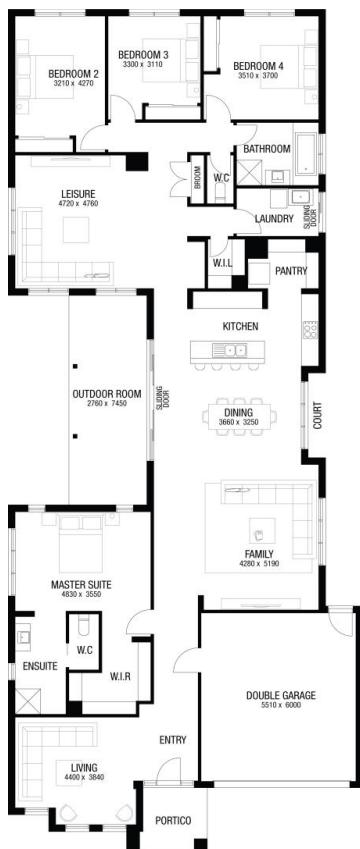 BEDROOM 2
3210 x 4270
BEDROOM 3
3300 x 3110
BEDROOM 4
3510 x 3700
BATHROOM
W.C
BROOM
LEISURE
4720 x 4760
LAUNDRY
SLIDING
DOOR
W.I.L
PANTRY
KITCHEN
OUTDOOR ROOM
2760 x 7450
SLIDING
DOOR
DINING
3660 x 3250
COURT
FAMILY
4280 x 5190
MASTER SUITE
4830 x 3550
W.C
ENSUITE
W.I.R
DOUBLE GARAGE
5510 x 6000
ENTRY
LIVING
4400 x 3840
PORTICO